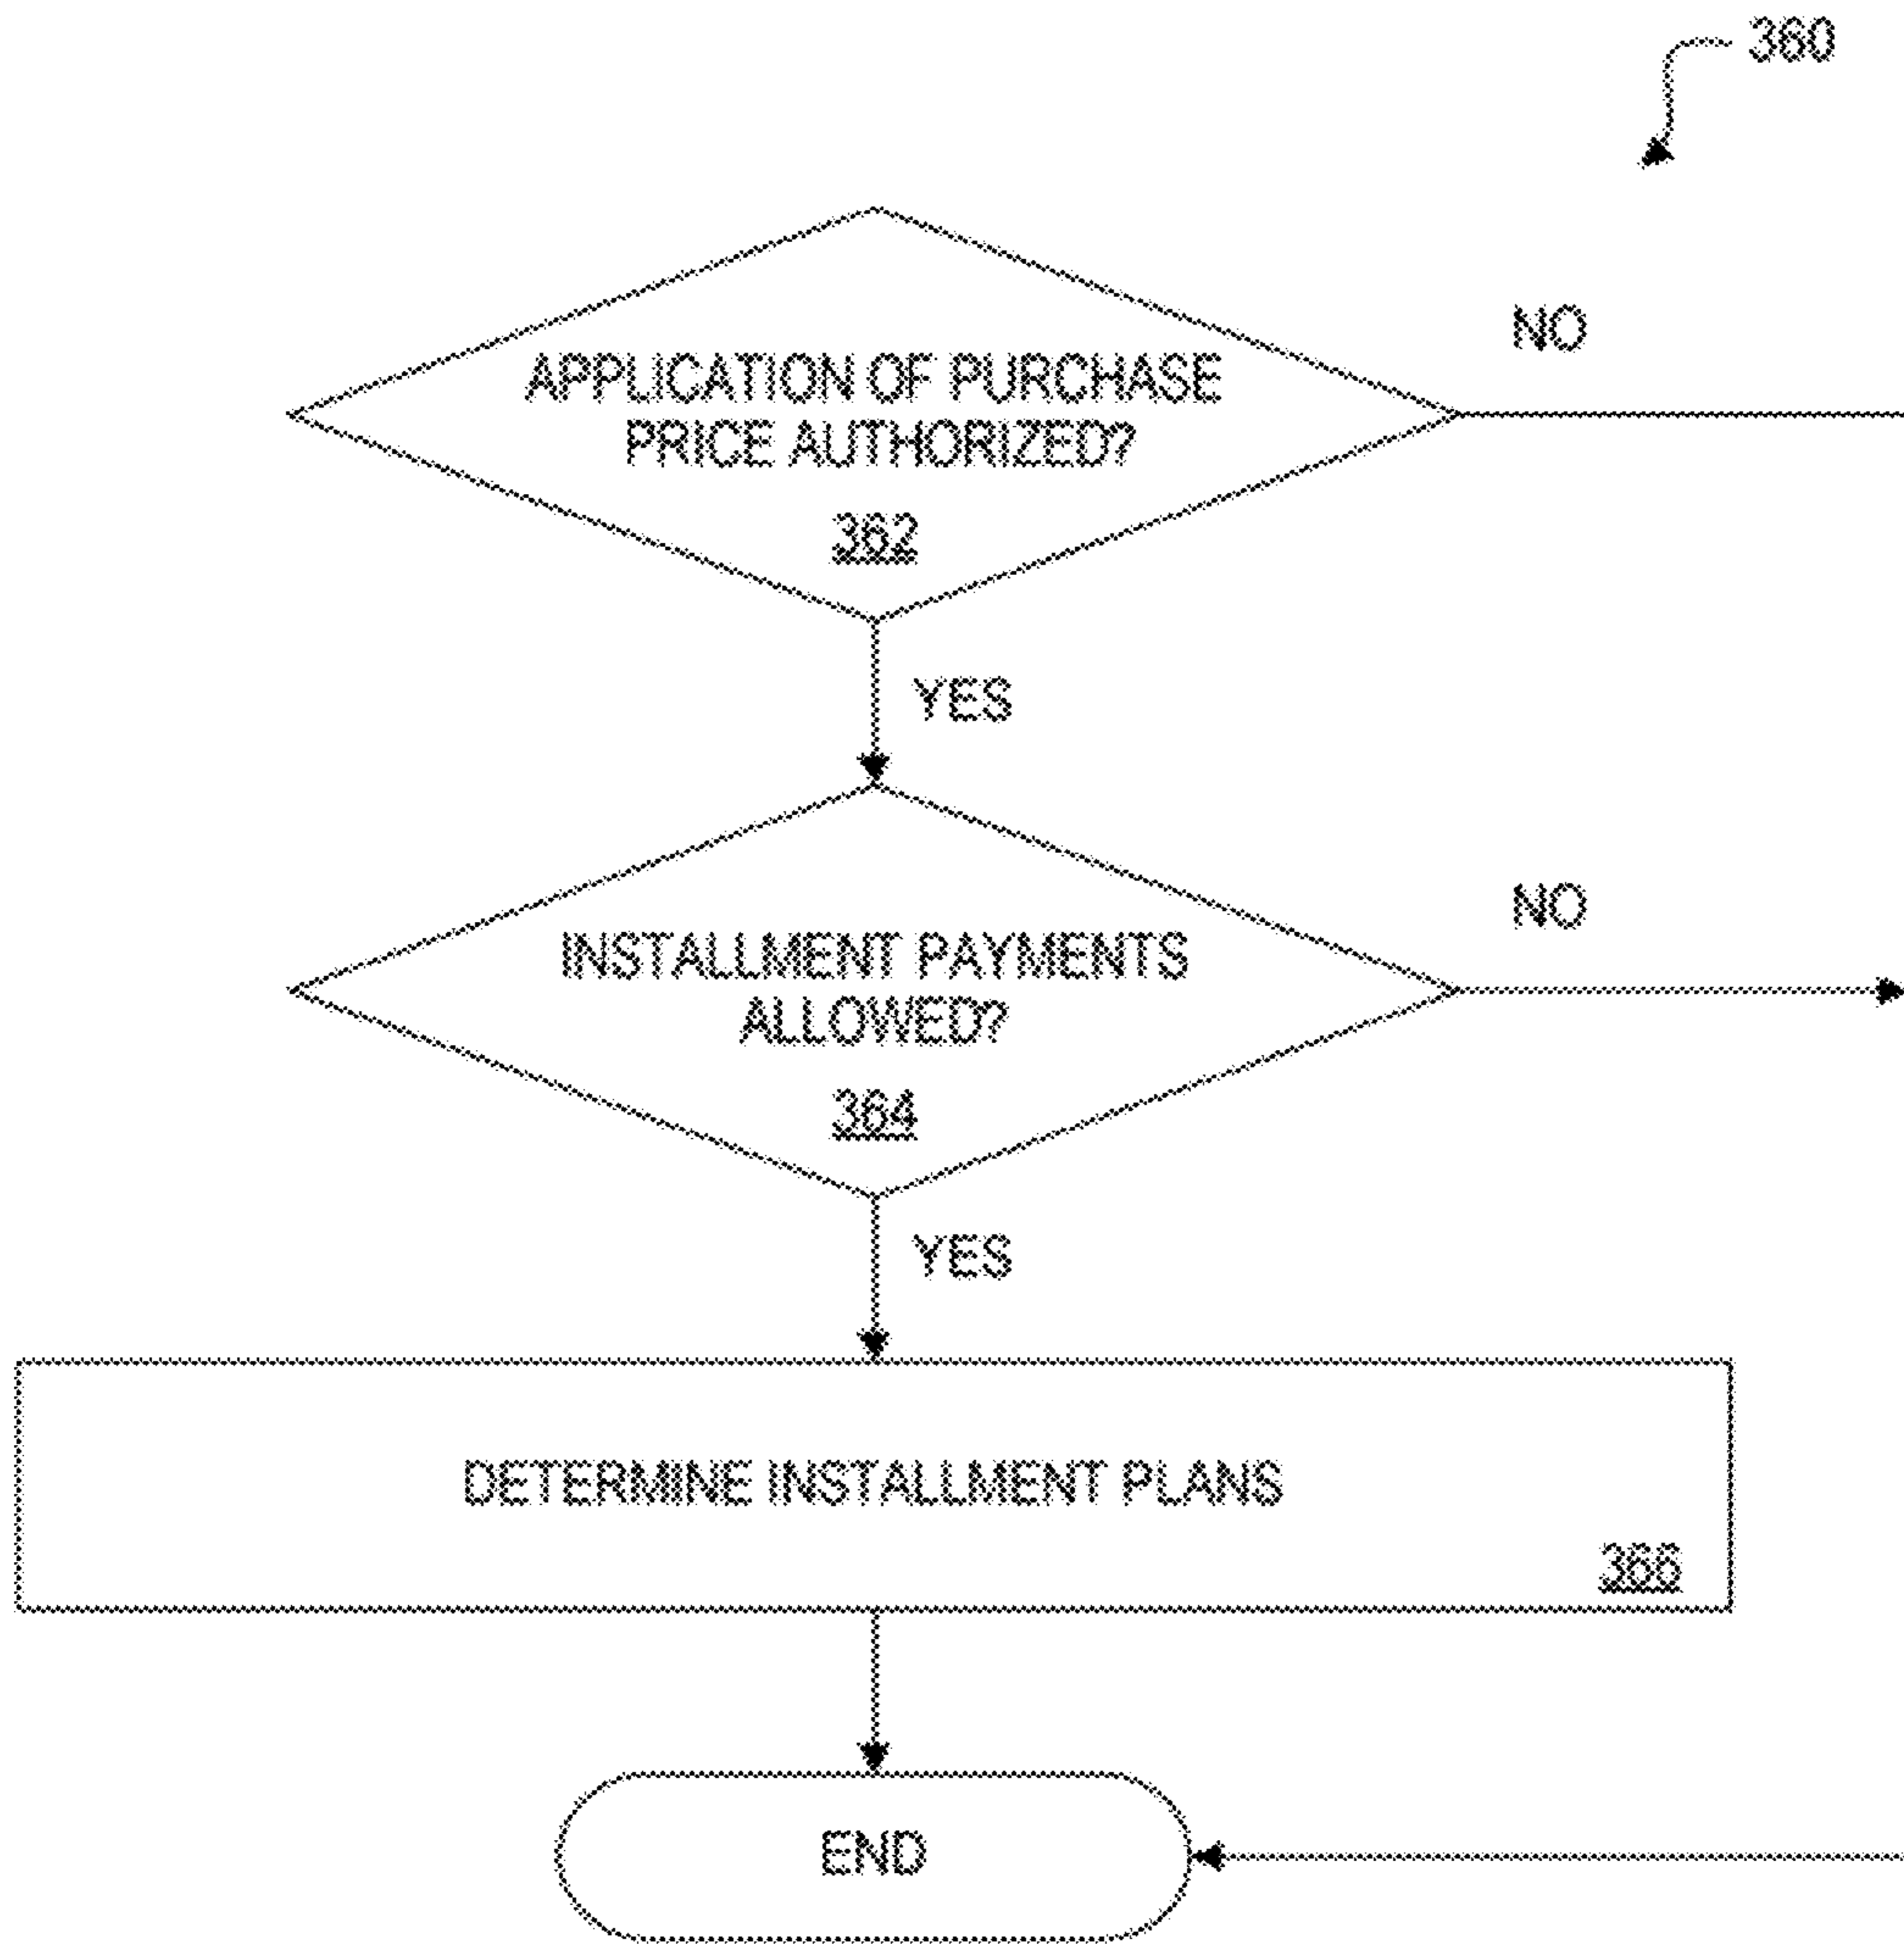 360
APPLICATION OF PURCHASE
PRICE AUTHORIZED?
362
NO
YES
INSTALLMENT PAYMENTS
ALLOWED?
364
NO
YES
DETERMINE INSTALLMENT PLANS
366
END